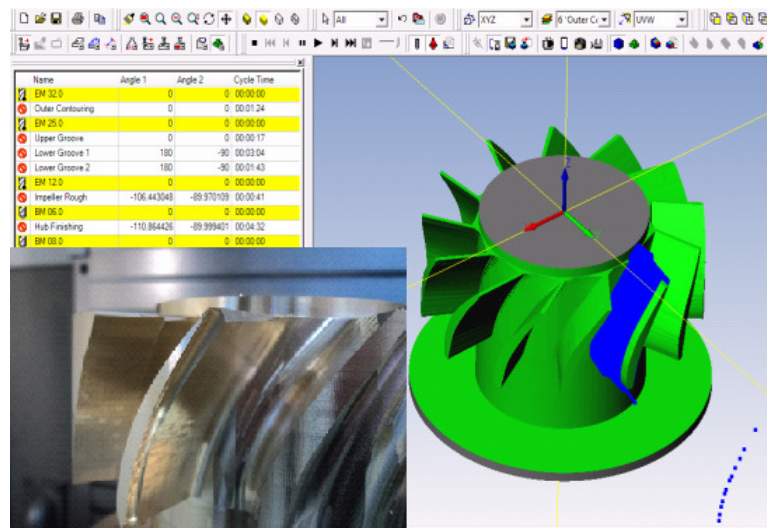 All XYZ 6 'Outer C UVW
Name Angle 1 Angle 2 Cycle Time
EM 32.0 0 0 00:00:00
Outer Contouring 0 0 00:01:24
EM 25.0 0 0 00:00:00
Upper Groove 0 0 00:00:17
Lower Groove 1 180 -90 00:03:04
Lower Groove 2 180 -90 00:01:43
EM 12.0 0 0 00:00:00
Impeller Rough -106.443048 -89.970109 00:00:41
BM 06.0 0 0 00:00:00
Hub Finishing -110.864426 -89.999401 00:04:32
BM 08.0 0 0 00:00:00
Z